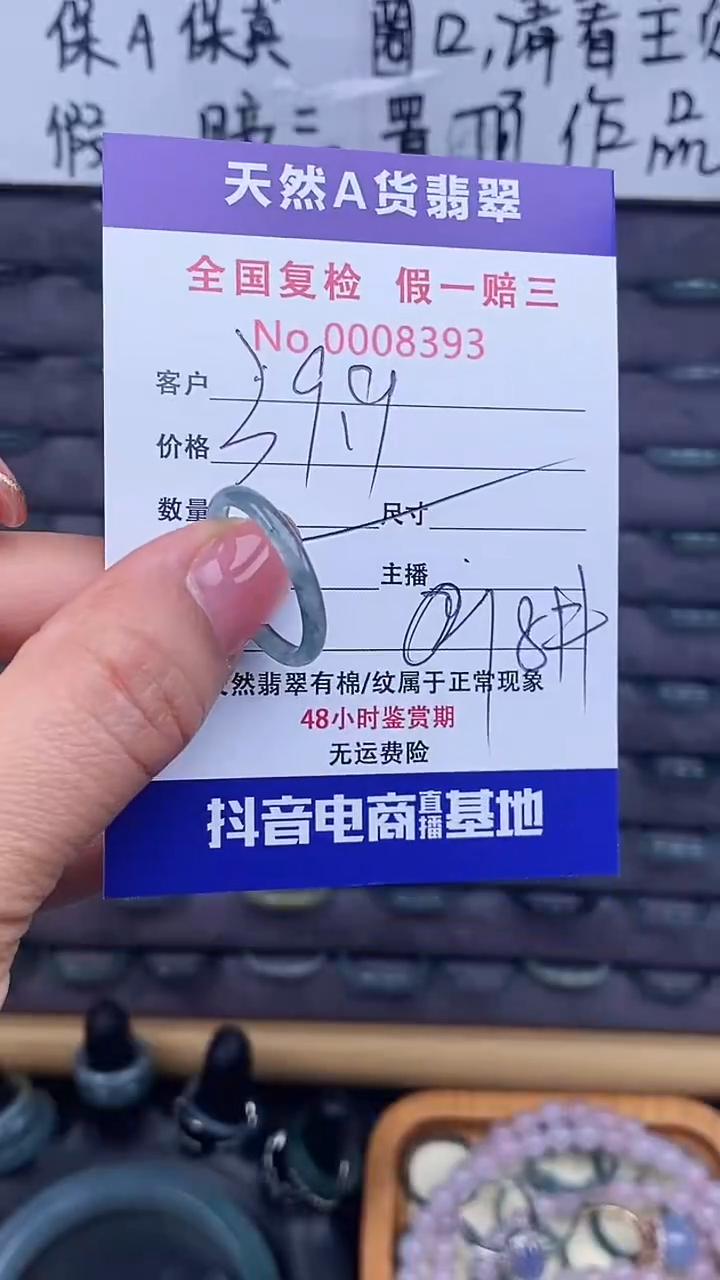 保A保真 圈口,请看主
假 赔三 置顶作品
天然A货翡翠
全国复检 假一赔三
No.0008393
客户
价格 399
数量 尺寸
主播
098#
然翡翠有棉/纹属于正常现象
48小时鉴赏期
无运费险
抖音电商直播基地